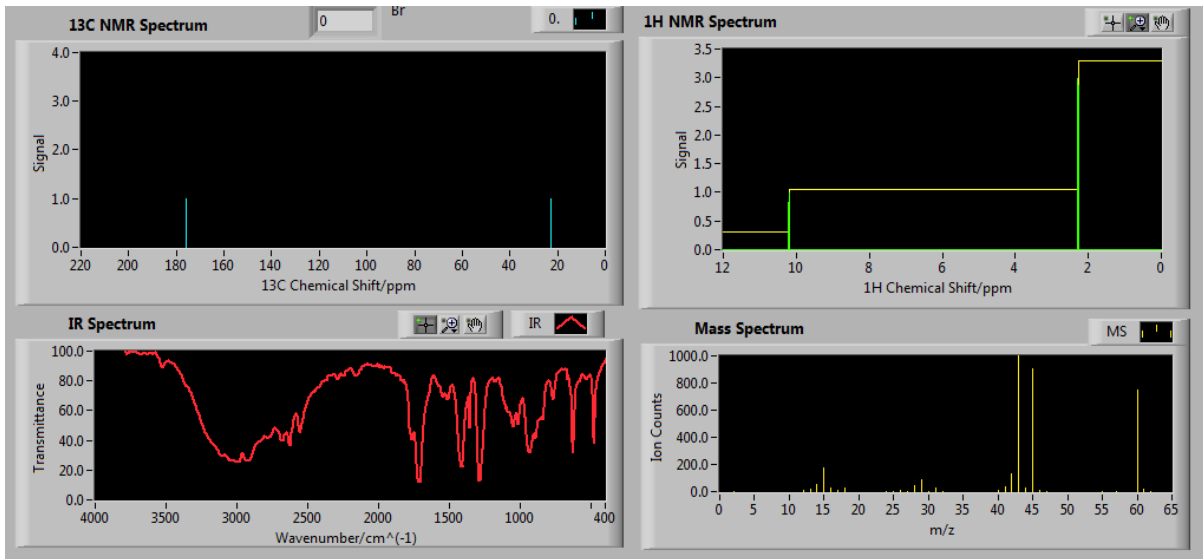 Br
13C NMR Spectrum
0
0.
4.0
3.0
2.0
1.0
0.0
Signal
220 200 180 160 140 120 100 80 60 40 20 0
13C Chemical Shift/ppm
1H NMR Spectrum
3.5
3.0
2.5
2.0
1.5
1.0
0.5
0.0
Signal
12 10 8 6 4 2 0
1H Chemical Shift/ppm
IR Spectrum
IR
100.0
80.0
60.0
40.0
20.0
0.0
Transmittance
4000 3500 3000 2500 2000 1500 1000 400
Wavenumber/cm^(-1)
Mass Spectrum
MS
1000.0
800.0
600.0
400.0
200.0
0.0
Ion Counts
0 5 10 15 20 25 30 35 40 45 50 55 60 65
m/z